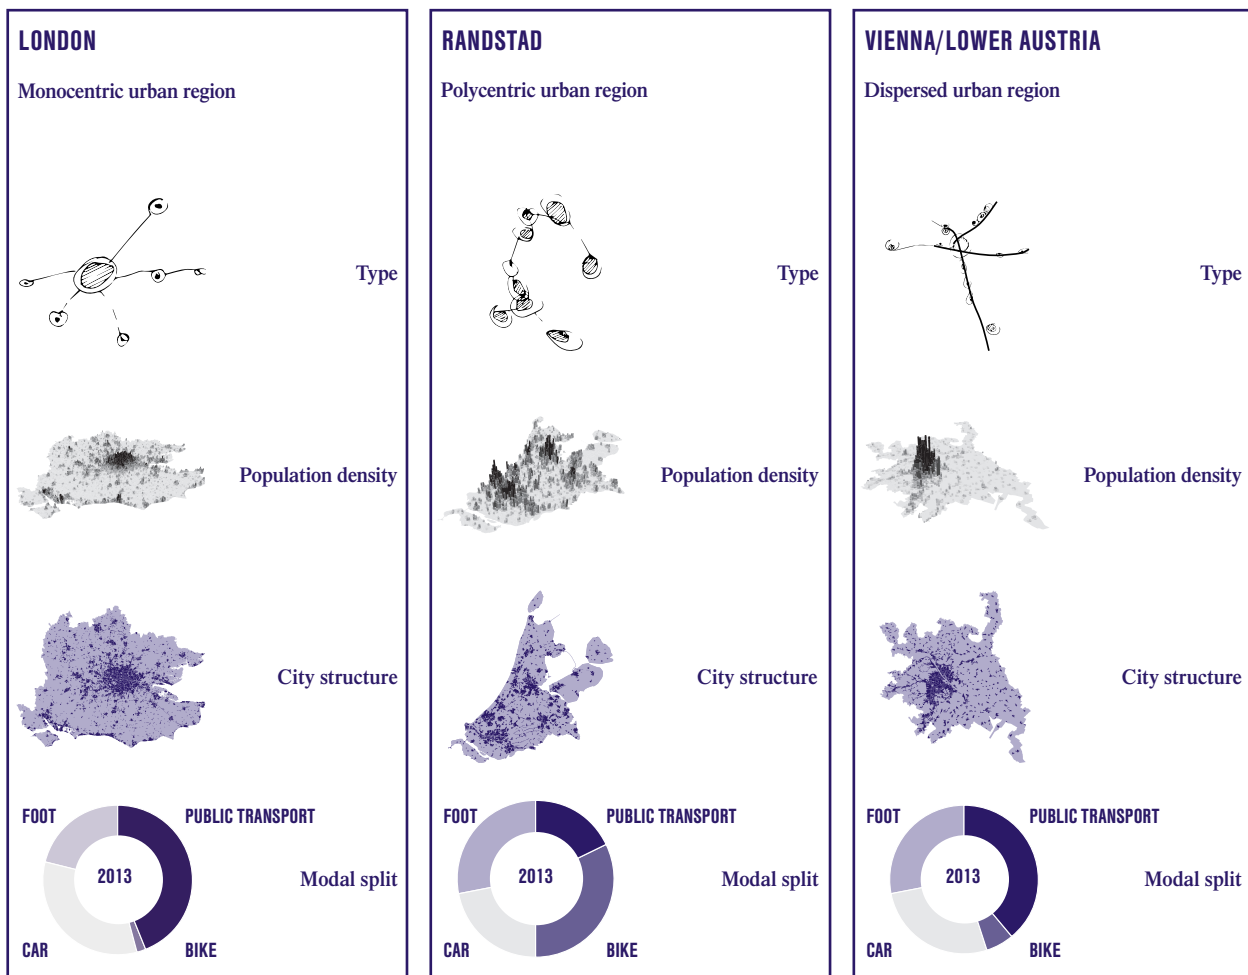 LONDON
Monocentric urban region
Type
Population density
City structure
FOOT
PUBLIC TRANSPORT
2013
Modal split
CAR
BIKE
RANDSTAD
Polycentric urban region
Type
Population density
City structure
FOOT
PUBLIC TRANSPORT
2013
Modal split
CAR
BIKE
VIENNA/LOWER AUSTRIA
Dispersed urban region
Type
Population density
City structure
FOOT
PUBLIC TRANSPORT
2013
Modal split
CAR
BIKE